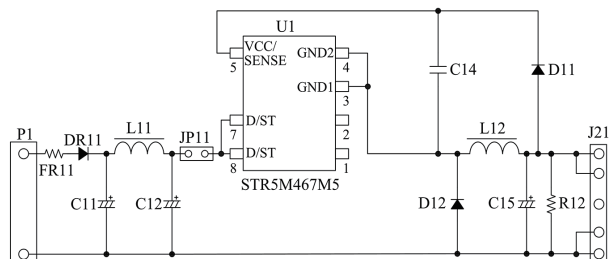 U1
VCC/
SENSE
GND2
5
4
C14
D11
GND1
3
P1
L11
JP11
D/ST
7
2
L12
J21
DR11
D/ST
FR11
8
1
STR5M467M5
C11
C12
D12
C15
R12